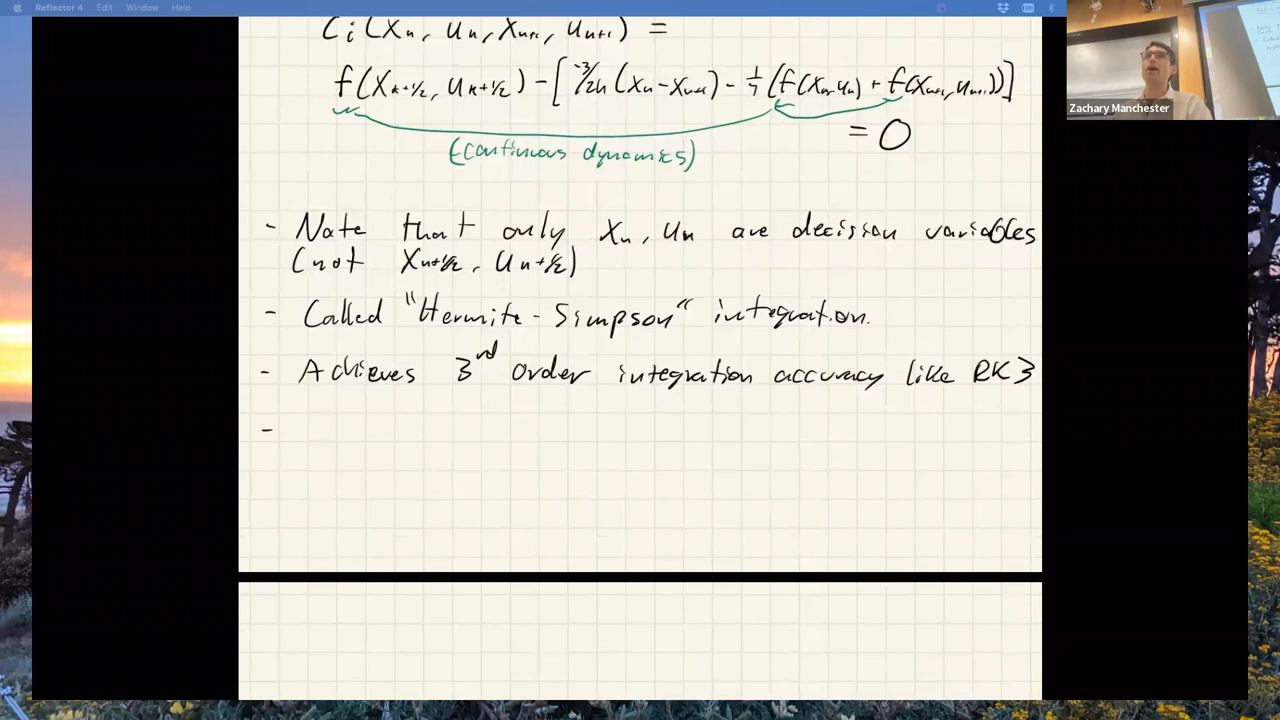 Reflector 4 Edit Window Help
Ci(Xn, Un, Xn+1, Un+1) =
f(Xk+1/2, Uk+1/2) - [-3/2h (Xn - Xn+1) - 1/4 (f(Xn, Un) + f(Xn+1, Un+1))]
= 0
(continuous dynamics)
Zachary Manchester
- Note that only Xn, Un are decision variables
(not Xn+1/2, Un+1/2)
- Called "Hermite-Simpson" integration.
- Achieves 3rd order integration accuracy like RK3
-